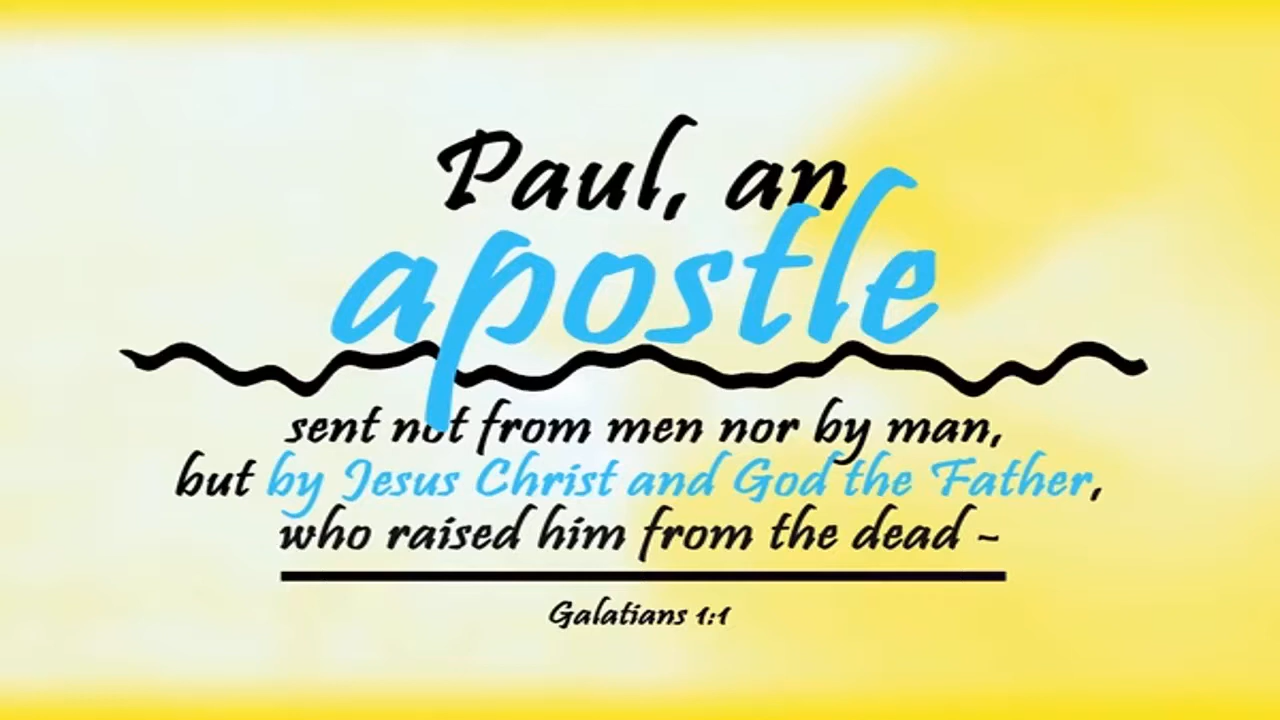 Paul, an
apostle
sent not from men nor by man,
but by Jesus Christ and God the Father,
who raised him from the dead ~
Galatians 1:1